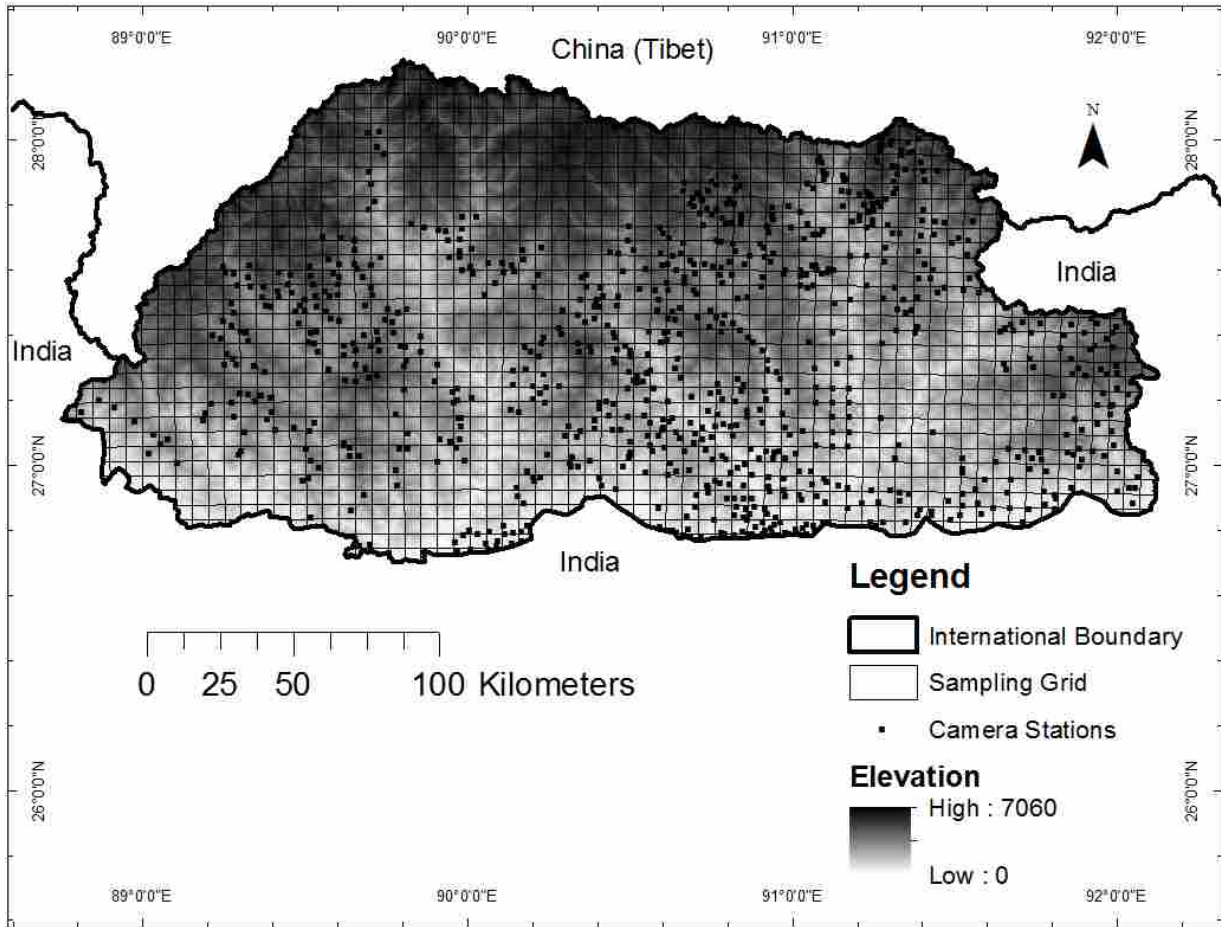 89°0'0"E 90°0'0"E 91°0'0"E 92°0'0"E
China (Tibet)
N
28°0'0"N 28°0'0"N
India
India
27°0'0"N 27°0'0"N
India
Legend
International Boundary
Sampling Grid
Camera Stations
0 25 50 100 Kilometers
Elevation
High : 7060
Low : 0
26°0'0"N 26°0'0"N
89°0'0"E 90°0'0"E 91°0'0"E 92°0'0"E